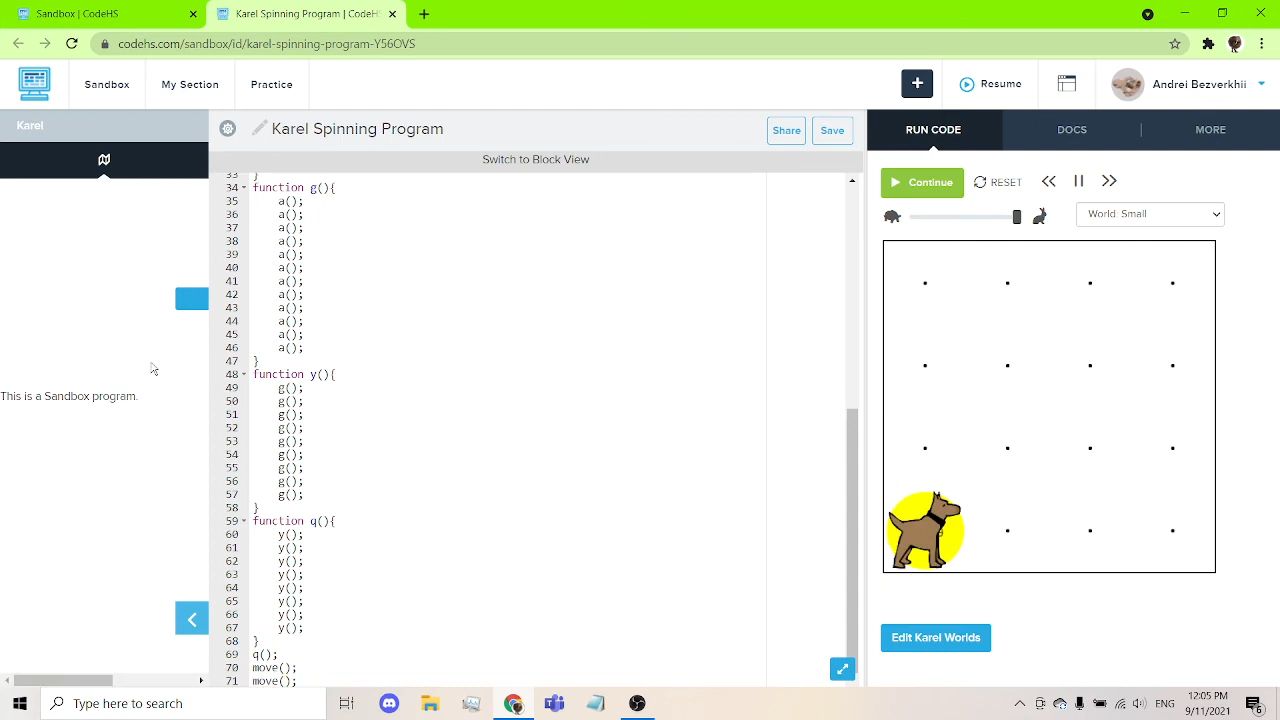 Sandbox | CodeHS
Karel Spinning Program | CodeHS
codehs.com/sandbox/id/karel-spinning-program-Y56OVS
Sandbox
My Section
Practice
+
Resume
Andrei Bezverkhii
Karel
Karel Spinning Program
Share
Save
RUN CODE
DOCS
MORE
Switch to Block View
Continue
RESET
World: Small
This is a Sandbox program.
33 }
34 function g(){
35 a();
36 a();
37 a();
38 a();
39 a();
40 a();
41 a();
42 a();
43 a();
44 a();
45 a();
46 a();
47 }
48 function y(){
49 g();
50 g();
51 g();
52 g();
53 g();
54 g();
55 g();
56 g();
57 g();
58 }
59 function q(){
60 y();
61 y();
62 y();
63 y();
64 y();
65 y();
66 y();
67 y();
68 }
69 q();
70 move();
71 move();
Edit Karel Worlds
Type here to search
ENG
12:05 PM
9/11/2021
6